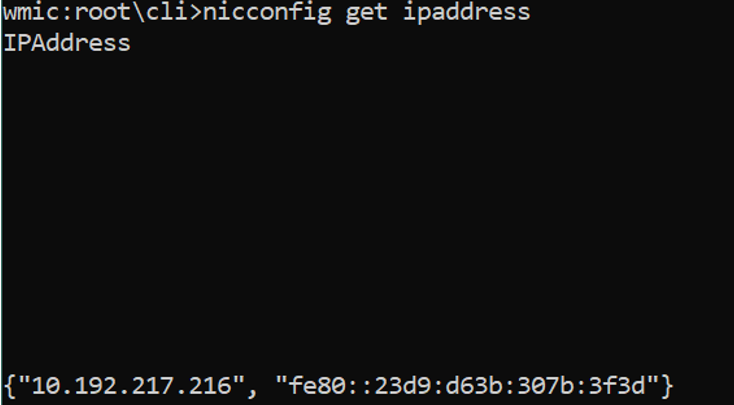 wmic:root\cli>nicconfig get ipaddress
IPAddress
{"10.192.217.216", "fe80::23d9:d63b:307b:3f3d"}